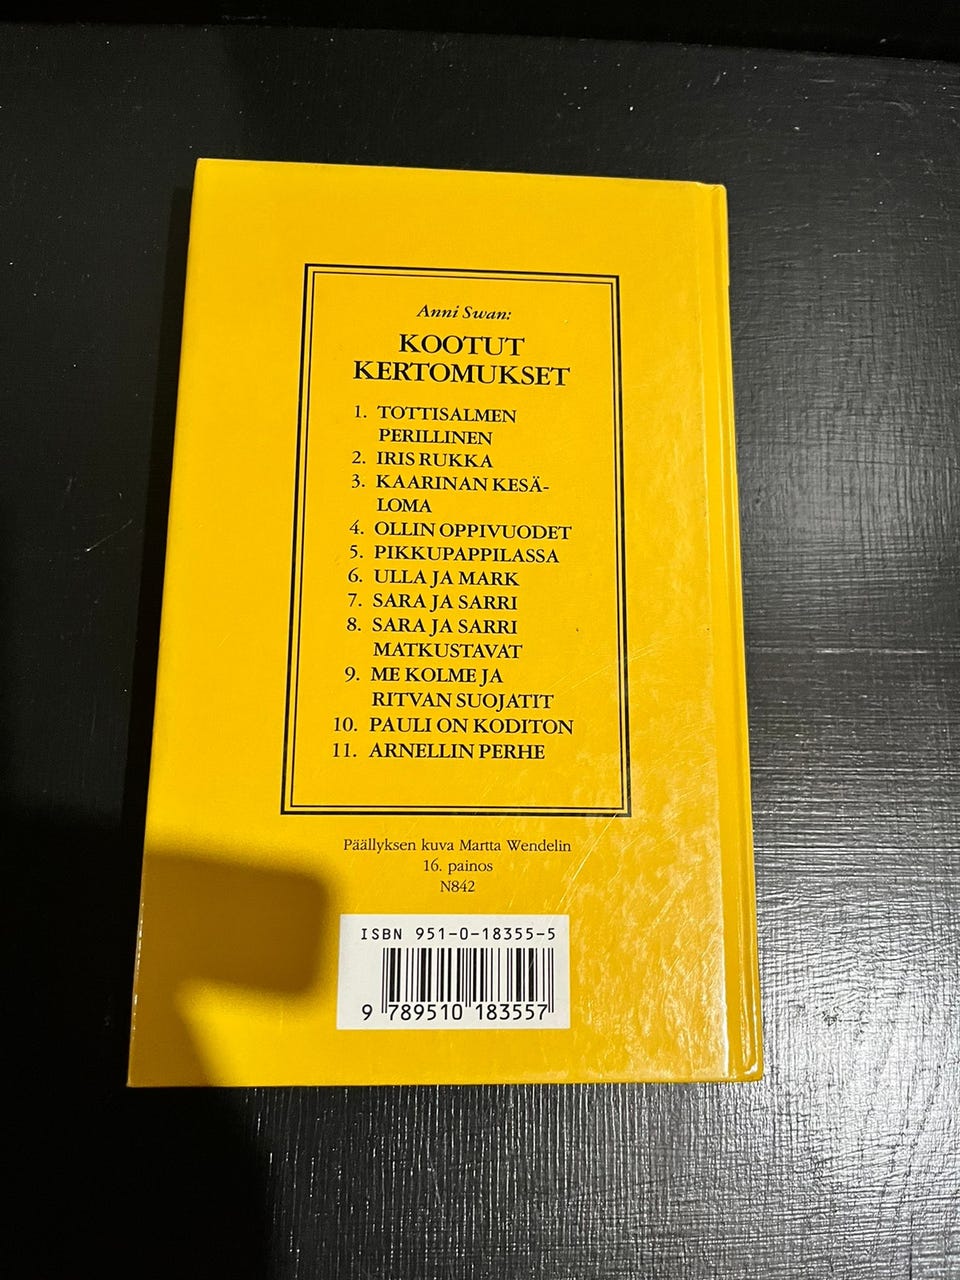 Anni Swan:
KOOTUT
KERTOMUKSET
1. TOTTISALMEN
PERILLINEN
2. IRIS RUKKA
3. KAARINAN KESÄ-
LOMA
4. OLLIN OPPIVUODET
5. PIKKUPAPPILASSA
6. ULLA JA MARK
7. SARA JA SARRI
8. SARA JA SARRI
MATKUSTAVAT
9. ME KOLME JA
RITVAN SUOJATIT
10. PAULI ON KODITON
11. ARNELLIN PERHE
Päällyksen kuva Martta Wendelin
16. painos
N842
ISBN 951-0-18355-5
9 789510 183557